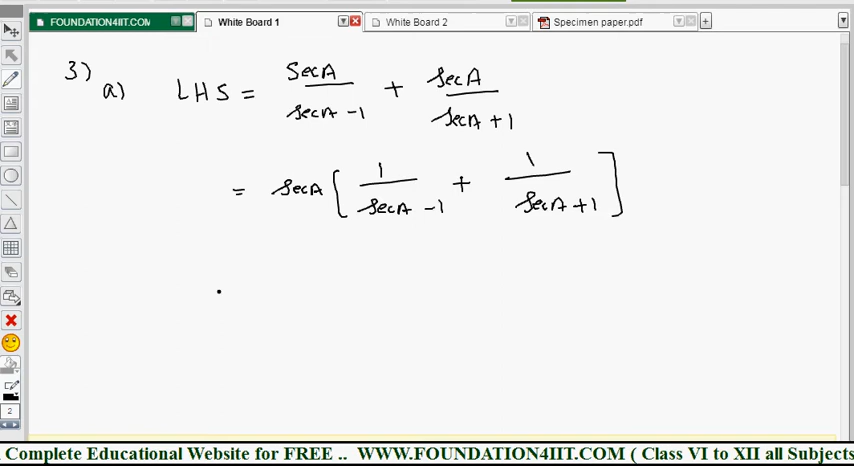 FOUNDATION4IIT.COM White Board 1 White Board 2 Specimen paper.pdf
3)
a) LHS = SecA / SecA - 1 + SecA / SecA + 1
= SecA [ 1 / SecA - 1 + 1 / SecA + 1 ]
2
Complete Educational Website for FREE .. WWW.FOUNDATION4IIT.COM ( Class VI to XII all Subjects